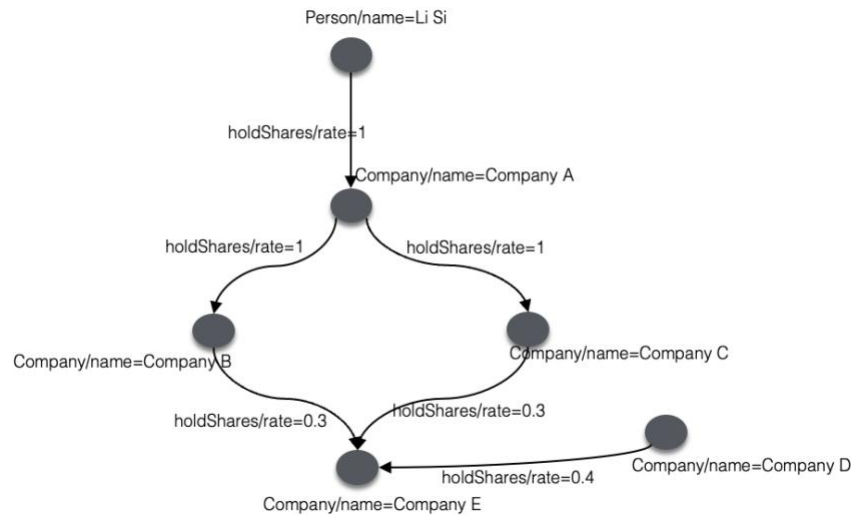 Person/name=Li Si
holdShares/rate=1
Company/name=Company A
holdShares/rate=1
holdShares/rate=1
Company/name=Company B
Company/name=Company C
holdShares/rate=0.3
holdShares/rate=0.3
Company/name=Company D
holdShares/rate=0.4
Company/name=Company E